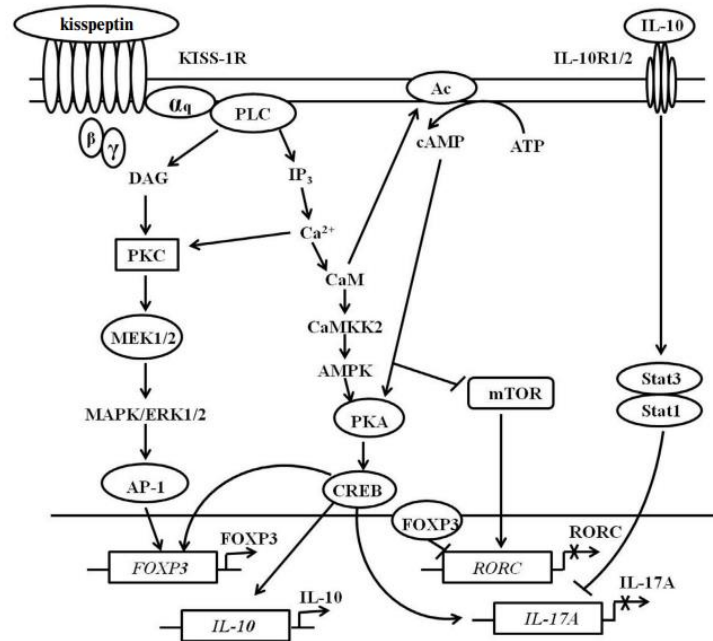 kisspeptin
IL-10
KISS-1R
IL-10R1/2
Ac
αq
PLC
β
γ
cAMP
ATP
DAG
IP3
Ca2+
PKC
CaM
CaMKK2
MEK1/2
AMPK
mTOR
Stat3
Stat1
MAPK/ERK1/2
PKA
AP-1
CREB
FOXP3
FOXP3
RORC
FOXP3
RORC
IL-10
IL-17A
IL-10
IL-17A